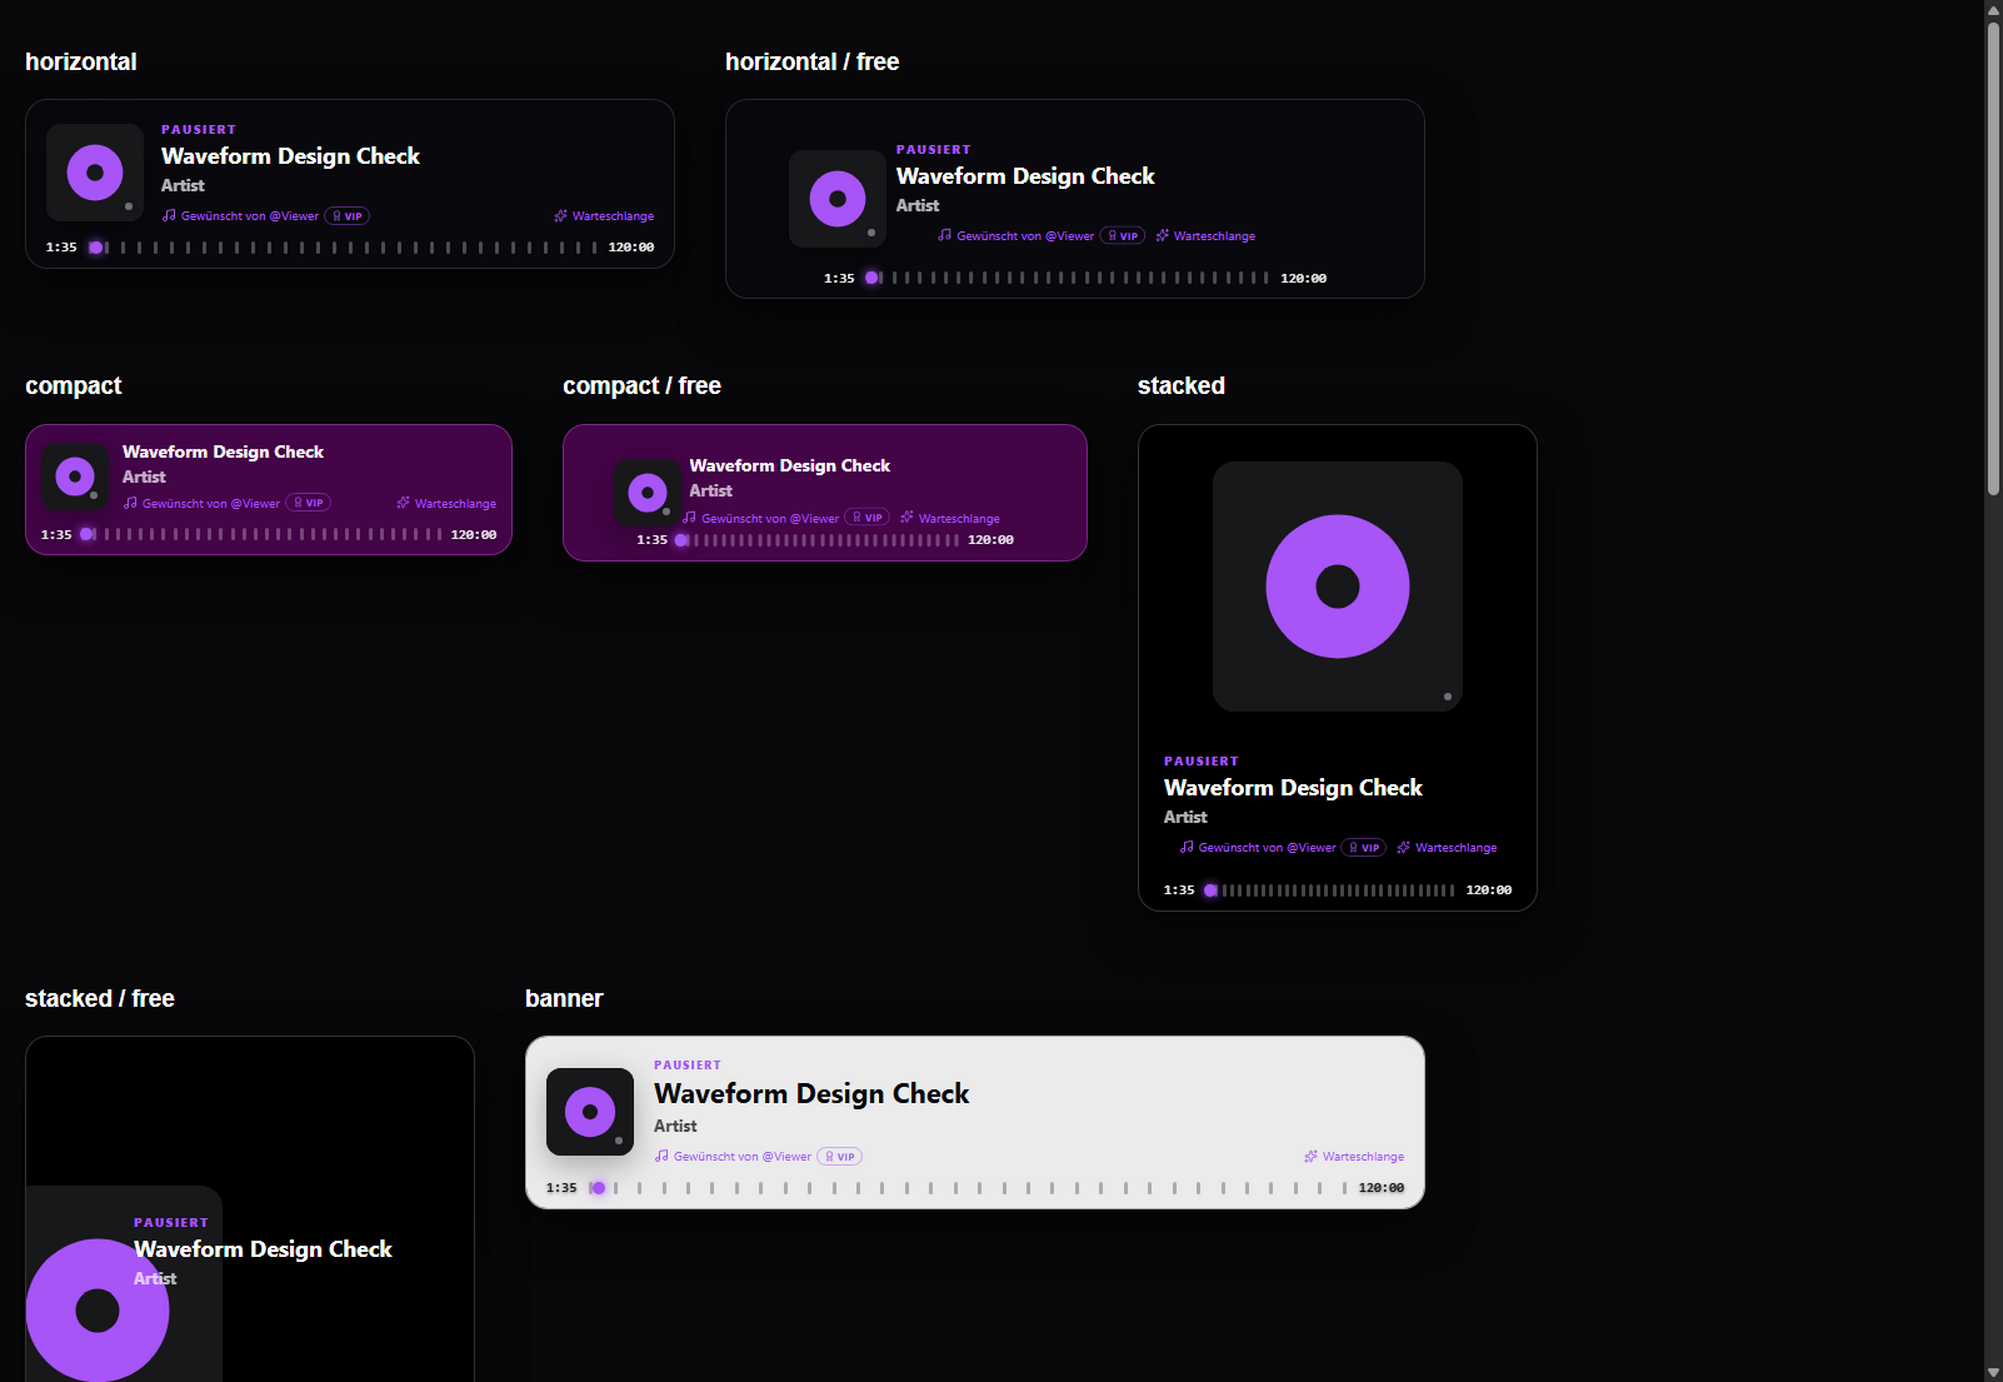 horizontal
PAUSIERT
Waveform Design Check
Artist
Gewünscht von @Viewer VIP Warteschlange
1:35 120:00
horizontal / free
PAUSIERT
Waveform Design Check
Artist
Gewünscht von @Viewer VIP Warteschlange
1:35 120:00
compact
Waveform Design Check
Artist
Gewünscht von @Viewer VIP Warteschlange
1:35 120:00
compact / free
Waveform Design Check
Artist
Gewünscht von @Viewer VIP Warteschlange
1:35 120:00
stacked
PAUSIERT
Waveform Design Check
Artist
Gewünscht von @Viewer VIP Warteschlange
1:35 120:00
stacked / free
PAUSIERT
Waveform Design Check
Artist
banner
PAUSIERT
Waveform Design Check
Artist
Gewünscht von @Viewer VIP Warteschlange
1:35 120:00